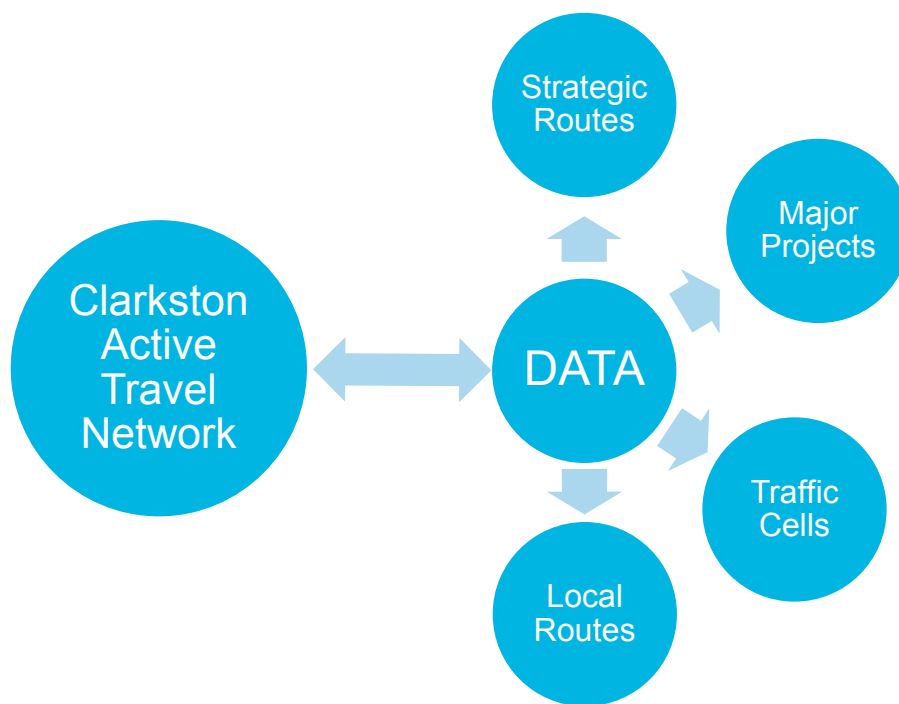 Strategic
Routes
Major
Projects
Clarkston
Active
Travel
Network
DATA
Traffic
Cells
Local
Routes